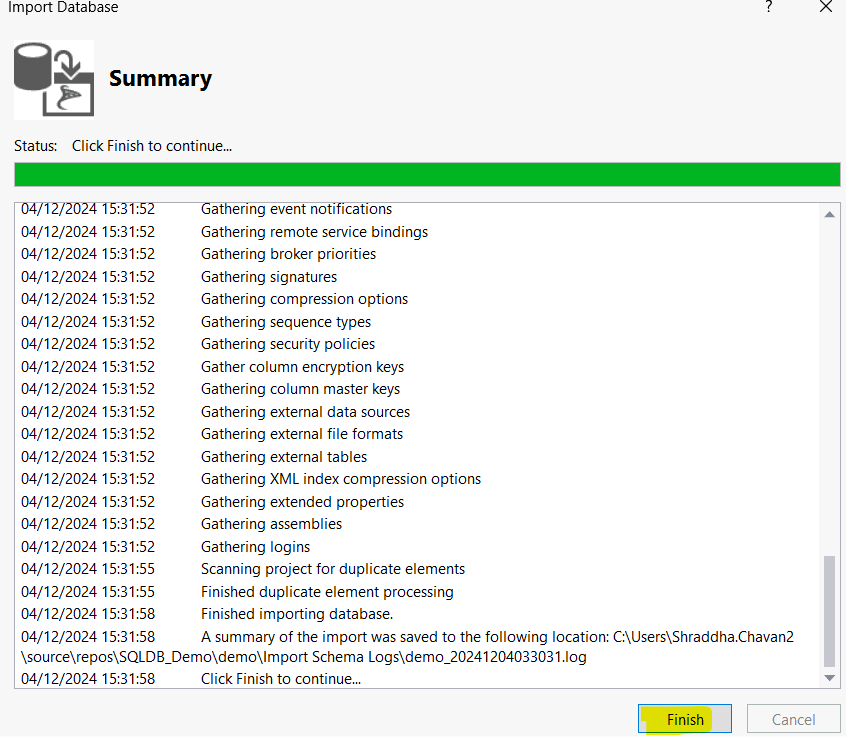 Import Database ?
Summary
Status: Click Finish to continue...
04/12/2024 15:31:52 Gathering event notifications
04/12/2024 15:31:52 Gathering remote service bindings
04/12/2024 15:31:52 Gathering broker priorities
04/12/2024 15:31:52 Gathering signatures
04/12/2024 15:31:52 Gathering compression options
04/12/2024 15:31:52 Gathering sequence types
04/12/2024 15:31:52 Gathering security policies
04/12/2024 15:31:52 Gather column encryption keys
04/12/2024 15:31:52 Gathering column master keys
04/12/2024 15:31:52 Gathering external data sources
04/12/2024 15:31:52 Gathering external file formats
04/12/2024 15:31:52 Gathering external tables
04/12/2024 15:31:52 Gathering XML index compression options
04/12/2024 15:31:52 Gathering extended properties
04/12/2024 15:31:52 Gathering assemblies
04/12/2024 15:31:52 Gathering logins
04/12/2024 15:31:55 Scanning project for duplicate elements
04/12/2024 15:31:55 Finished duplicate element processing
04/12/2024 15:31:58 Finished importing database.
04/12/2024 15:31:58 A summary of the import was saved to the following location: C:\Users\Shraddha.Chavan2
\source\repos\SQLDB_Demo\demo\Import Schema Logs\demo_20241204033031.log
04/12/2024 15:31:58 Click Finish to continue...
Finish Cancel